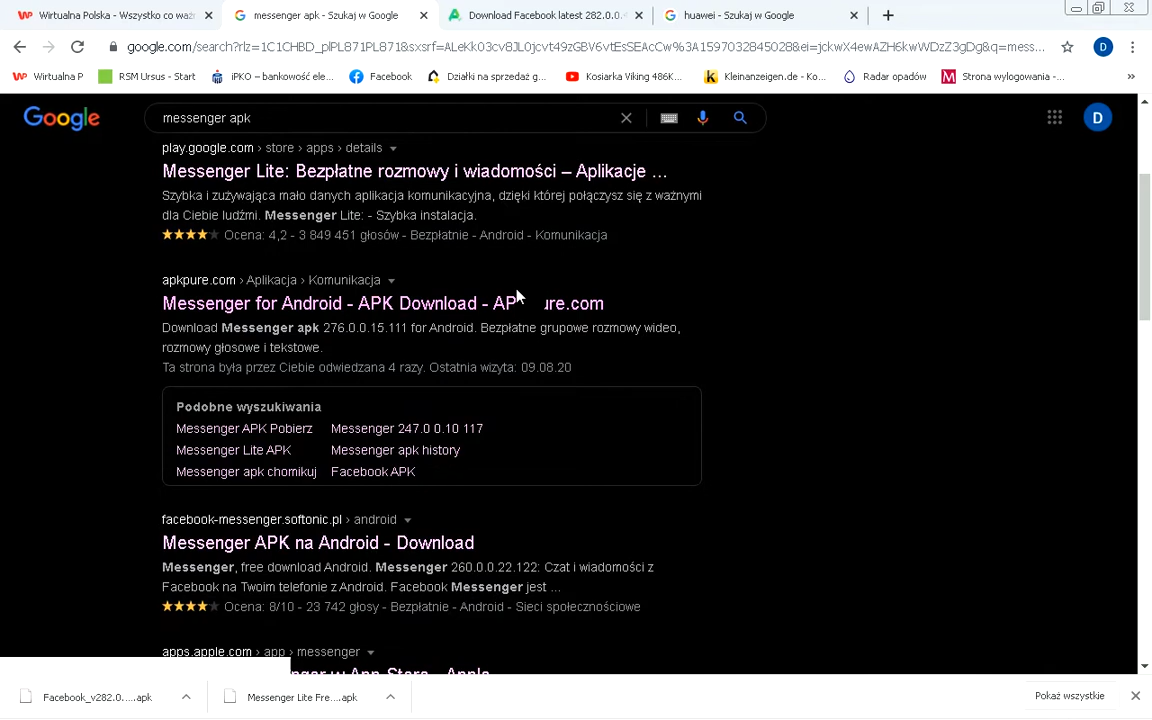 Wirtualna Polska - Wszystko co waż
messenger apk - Szukaj w Google
Download Facebook latest 282.0.0.
huawei - Szukaj w Google
google.com/search?rlz=1C1CHBD_plPL871PL871&sxsrf=ALeKk03cv8JL0jcvt49zGBV6vtEsSEAcCw%3A1597032845028&ei=jckwX4ewAZH6kwWDzZ3gDg&q=mess...
D
Wirtualna P
RSM Ursus - Start
iPKO – bankowość ele...
Facebook
Działki na sprzedaż g...
Kosiarka Viking 486K...
Kleinanzeigen.de - Ko...
Radar opadów
Strona wylogowania -...
»
Google
messenger apk
D
play.google.com › store › apps › details
Messenger Lite: Bezpłatne rozmowy i wiadomości – Aplikacje ...
Szybka i zużywająca mało danych aplikacja komunikacyjna, dzięki której połączysz się z ważnymi
dla Ciebie ludźmi. Messenger Lite: - Szybka instalacja.
Ocena: 4,2 - 3 849 451 głosów - Bezpłatnie - Android - Komunikacja
apkpure.com › Aplikacja › Komunikacja
Messenger for Android - APK Download - AP ure.com
Download Messenger apk 276.0.0.15.111 for Android. Bezpłatne grupowe rozmowy wideo,
rozmowy głosowe i tekstowe.
Ta strona była przez Ciebie odwiedzana 4 razy. Ostatnia wizyta: 09.08.20
Podobne wyszukiwania
Messenger APK Pobierz Messenger 247.0 0.10 117
Messenger Lite APK Messenger apk history
Messenger apk chomikuj Facebook APK
facebook-messenger.softonic.pl › android
Messenger APK na Android - Download
Messenger, free download Android. Messenger 260.0.0.22.122: Czat i wiadomości z
Facebook na Twoim telefonie z Android. Facebook Messenger jest ...
Ocena: 8/10 - 23 742 głosy - Bezpłatnie - Android - Sieci społecznościowe
apps.apple.com › app › messenger
Facebook_v282.0....apk
Messenger Lite Fre....apk
Pokaż wszystkie